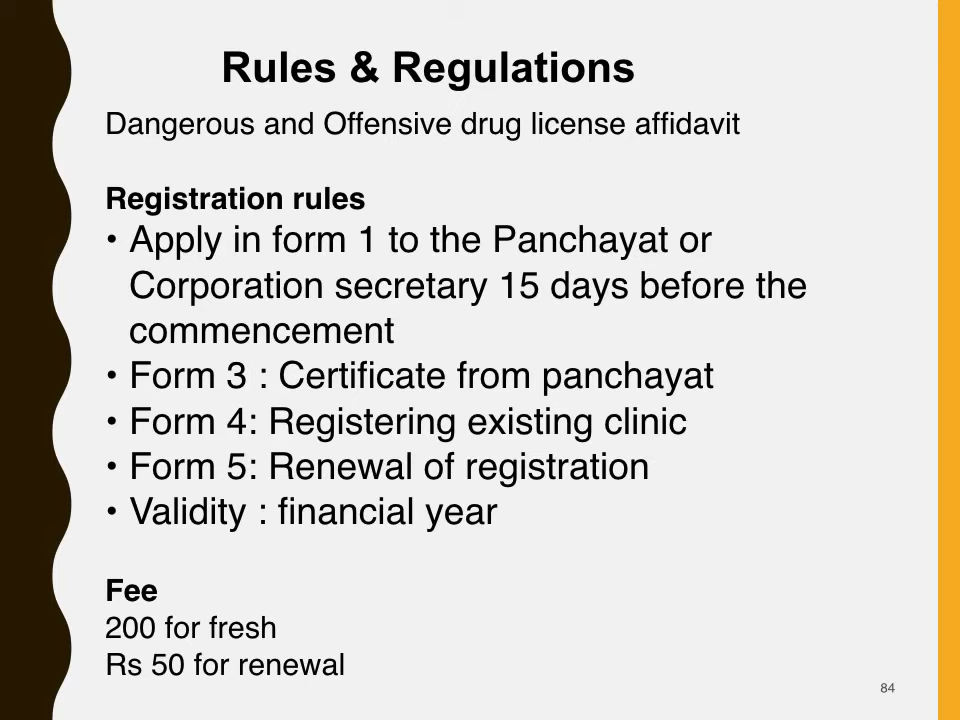 Rules & Regulations
Dangerous and Offensive drug license affidavit
Registration rules
• Apply in form 1 to the Panchayat or
Corporation secretary 15 days before the
commencement
• Form 3 : Certificate from panchayat
• Form 4: Registering existing clinic
• Form 5: Renewal of registration
• Validity : financial year
Fee
200 for fresh
Rs 50 for renewal
84